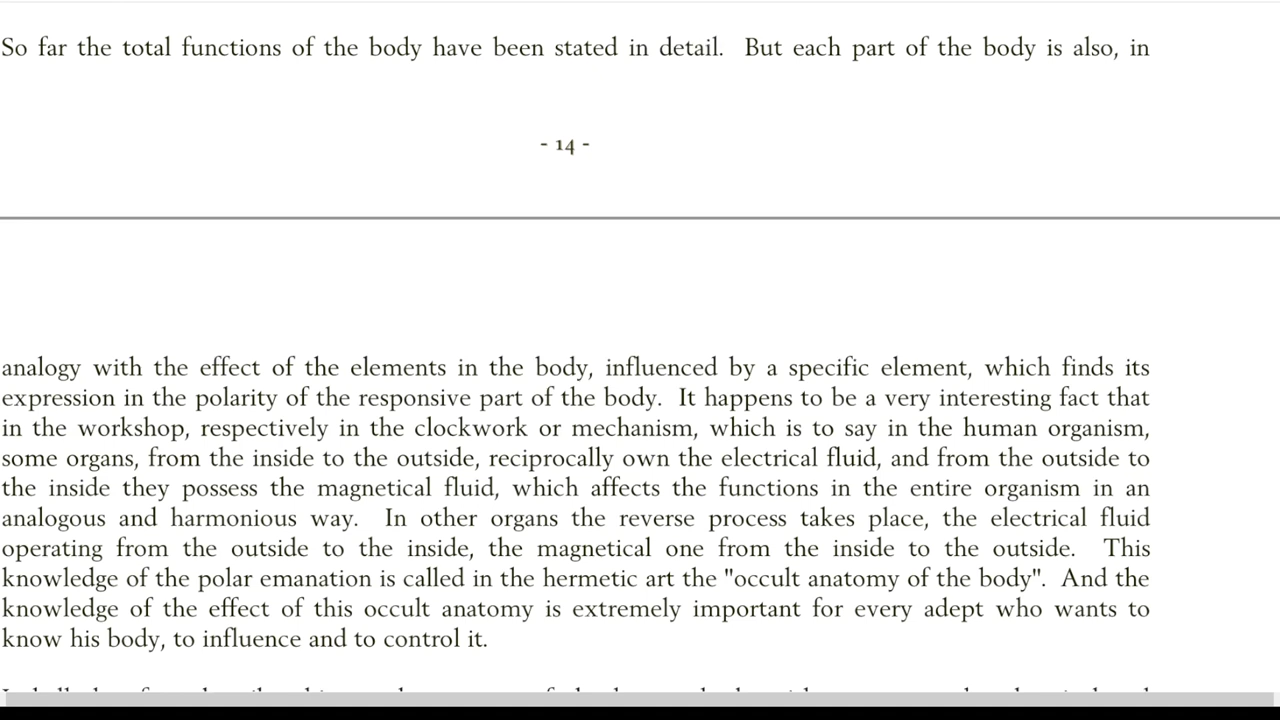 So far the total functions of the body have been stated in detail. But each part of the body is also, in
- 14 -
analogy with the effect of the elements in the body, influenced by a specific element, which finds its
expression in the polarity of the responsive part of the body. It happens to be a very interesting fact that
in the workshop, respectively in the clockwork or mechanism, which is to say in the human organism,
some organs, from the inside to the outside, reciprocally own the electrical fluid, and from the outside to
the inside they possess the magnetical fluid, which affects the functions in the entire organism in an
analogous and harmonious way. In other organs the reverse process takes place, the electrical fluid
operating from the outside to the inside, the magnetical one from the inside to the outside. This
knowledge of the polar emanation is called in the hermetic art the "occult anatomy of the body". And the
knowledge of the effect of this occult anatomy is extremely important for every adept who wants to
know his body, to influence and to control it.